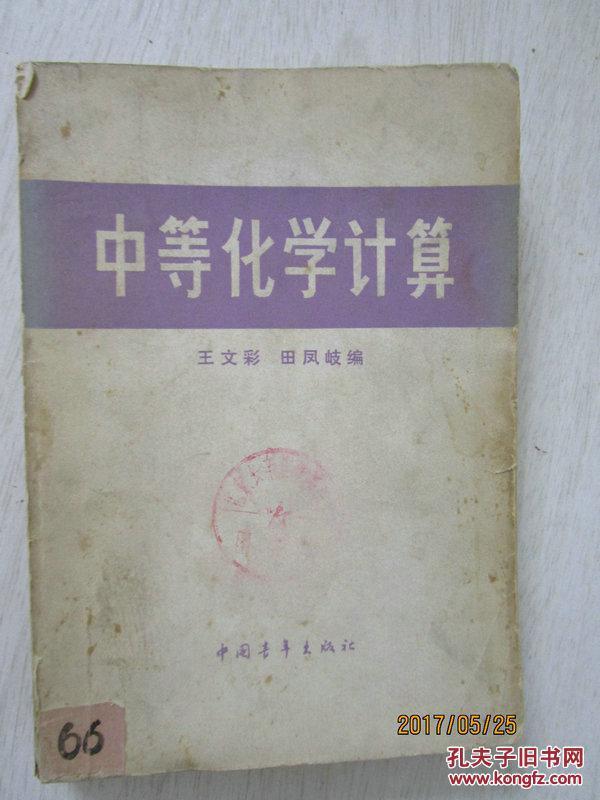 中等化学计算
王文彩 田凤岐编
中国青年出版社
66
2017/05/25
孔夫子旧书网
www.kongfz.com